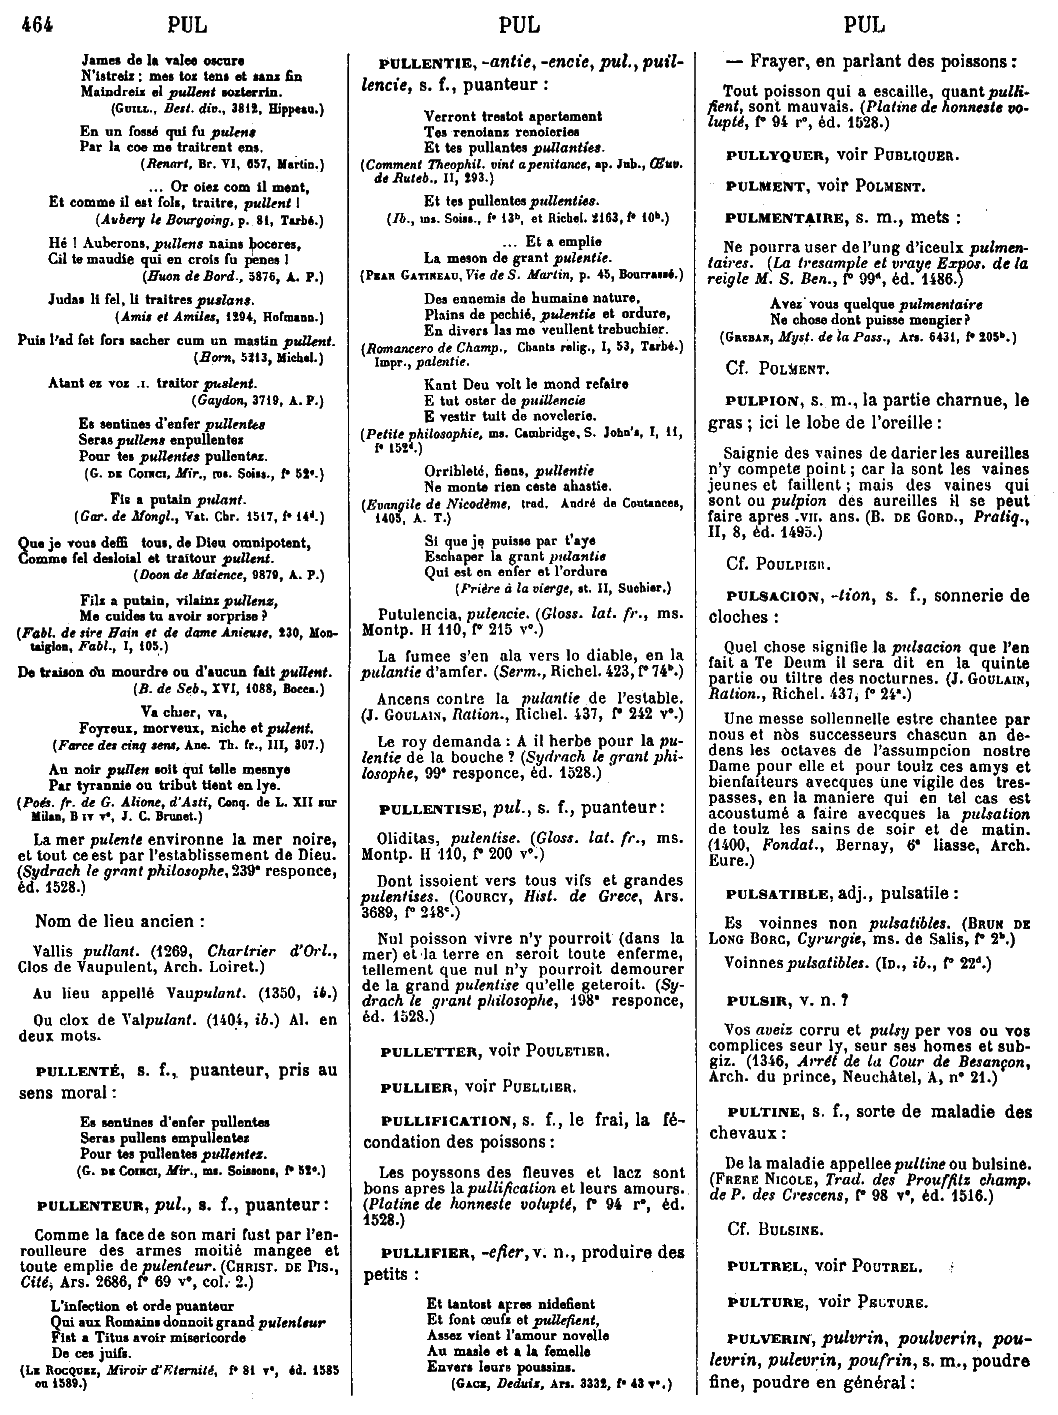 464 PUL PUL PUL
James de la valee oscure
N'istreiz ; mes toz tens et sanz fin
Maindreiz el pullent sozterrin.
(GUILL., Best. div., 3812, Hippeau.)
En un fossé qui fu pulens
Par la coe me traitrent ens.
(Renart, Br. VI, 657, Martin.)
... Or oiez com il ment,
Et comme il est fols, traitre, pullent !
(Aubery le Bourgoing, p. 81, Tarbé.)
Hé ! Auberons, pullens nains boceres,
Cil te maudie qui en crois fu penes !
(Huon de Bord., 5876, A. P.)
Judas li fel, li traitres puslans.
(Amis et Amiles, 1294, Hofmann.)
Puis l'ad fet fors sacher cum un mastin pullent.
(Horn, 5213, Michel.)
Atant ez voz .I. traitor puslent.
(Gaydon, 3719, A. P.)
Es sentines d'enfer pullentes
Seras pullens enpullentez
Pour tes pullentes pullentez.
(G. DE COINCI, Mir., ms. Soiss., f° 52e.)
Fis a putain pulant.
(Gar. de Mongl., Vat. Chr. 1517, f° 14d.)
Que je vous deffi tous, de Dieu omnipotent,
Comme fel desloial et traitour pullent.
(Doon de Maience, 9879, A. P.)
Filz a putain, vilainz pullenz,
Me cuides tu avoir sorprise ?
(Fabl. de sire Hain et de dame Anieuse, 230, Mon-
taiglon, Fabl., I, 105.)
De traison ou mourdre ou d'aucun fait pullent.
(B. de Seb., XVI, 1088, Bocca.)
Va chier, va,
Foyreux, morveux, niche et pulent.
(Farce des cinq sens, Anc. Th. fr., III, 307.)
Au noir pullen soit qui telle mesnye
Par tyrannie ou tribut tient en lye.
(Poés. fr. de G. Alione, d'Asti, Conq. de L. XII sur
Milan, B IV v°, J. C. Brunet.)
La mer pulente environne la mer noire,
et tout ce est par l'establissement de Dieu.
(Sydrach le grant philosophe, 239e responce,
éd. 1528.)
Nom de lieu ancien :
Vallis pullant. (1269, Chartrier d'Orl.,
Clos de Vaupulent, Arch. Loiret.)
Au lieu appellé Vaupulant. (1350, ib.)
Ou clox de Valpulant. (1404, ib.) Al. en
deux mots.
PULLENTÉ, s. f., puanteur, pris au
sens moral :
Es sentines d'enfer pullentes
Seras pullens empullentez
Pour tes pullentes pullentez.
(G. DE COINCI, Mir., ms. Soissons, f° 52e.)
PULLENTEUR, pul., s. f., puanteur :
Comme la face de son mari fust par l'en-
roulleure des armes moitié mangee et
toute emplie de pulenteur. (CHRIST. DE PIS.,
Cité, Ars. 2686, f° 69 v°, col. 2.)
L'infection et orde puanteur
Qui aux Romains donnoit grand pulenteur
Fist a Titus avoir misericorde
De ces juifs.
(LE ROCQUEZ, Miroir d'Eternité, f° 81 v°, éd. 1585
ou 1589.)
PULLENTIE, -antie, -encie, pul., puil-
lencie, s. f., puanteur :
Verront trestot apertement
Tes renoianz renoieries
Et tes pullantes pullanties.
(Comment Theophil. vint a penitance, ap. Jub., Œuv.
de Ruteb., II, 293.)
Et tes pullentes pullenties.
(Ib., ms. Soiss., f° 13b, et Richel. 2163, f° 10b.)
... Et a emplie
La meson de grant pulentie.
(PEAN GATINEAU, Vie de S. Martin, p. 45, Bourrassé.)
Des ennemis de humaine nature,
Plains de pechié, pulentie et ordure,
En divers las me veullent trebuchier.
(Romancero de Champ., Chants rélig., I, 53, Tarbé.)
Impr., palentie.
Kant Deu volt le mond refaire
E tut oster de puillencie
E vestir tuit de novclerie.
(Petite philosophie, ms. Cambridge, S. John's, I, 11,
f° 152d.)
Orribleté, fiens, pullentie
Ne monte rien ceste ahastie.
(Evangile de Nicodème, trad. André de Coutances,
1405, A. T.)
Si que je puisse par t'aye
Eschaper la grant pulantie
Qui est en enfer et l'ordure
(Prière à la vierge, st. II, Suchier.)
Putulencia, pulencie. (Gloss. lat. fr., ms.
Montp. H 110, f° 215 v°.)
La fumee s'en ala vers lo diable, en la
pulantie d'amfer. (Serm., Richel. 423, f° 74b.)
Ancens contre la pulantie de l'estable.
(J. GOULAIN, Ration., Richel. 437, f° 242 v°.)
Le roy demanda : A il herbe pour la pu-
lentie de la bouche ? (Sydrach le grant phi-
losophe, 99e responce, éd. 1528.)
PULLENTISE, pul., s. f., puanteur :
Oliditas, pulentise. (Gloss. lat. fr., ms.
Montp. H 110, f° 200 v°.)
Dont issoient vers tous vifs et grandes
pulentises. (COURCY, Hist. de Grece, Ars.
3689, f° 248c.)
Nul poisson vivre n'y pourroit (dans la
mer) et la terre en seroit toute enferme,
tellement que nul n'y pourroit demourer
de la grand pulentise qu'elle geteroit. (Sy-
drach le grant philosophe, 198e responce,
éd. 1528.)
PULLETTER, voir POULETIER.
PULLIER, voir PUELLIER.
PULLIFICATION, s. f., le frai, la fé-
condation des poissons :
Les poyssons des fleuves et lacz sont
bons apres la pullification et leurs amours.
(Platine de honneste volupté, f° 94 r°, éd.
1528.)
PULLIFIER, -efier, v. n., produire des
petits :
Et tantost apres nidefient
Et font œufz et pullefient,
Assez vient l'amour novelle
Au masle et a la femelle
Envers leurs poussins.
(GACE, Deduiz, Ars. 3332, f° 43 v°.)
— Frayer, en parlant des poissons :
Tout poisson qui a escaille, quant pulli-
fient, sont mauvais. (Platine de honneste vo-
lupté, f° 94 r°, éd. 1528.)
PULLYQUER, voir PUBLIQUER.
PULMENT, voir POLMENT.
PULMENTAIRE, s. m., mets :
Ne pourra user de l'ung d'iceulx pulmen-
taires. (La tresample et vraye Expos. de la
reigle M. S. Ben., f° 99d, éd. 1486.)
Avez vous quelque pulmentaire
Ne chose dont puisse mengier ?
(GREBAN, Myst. de la Pass., Ars. 6431, f° 205b.)
Cf. POLMENT.
PULPION, s. m., la partie charnue, le
gras ; ici le lobe de l'oreille :
Saignie des vaines de darier les aureilles
n'y compete point ; car la sont les vaines
jeunes et faillent ; mais des vaines qui
sont ou pulpion des aureilles il se peut
faire apres .VII. ans. (B. DE GORD., Pratiq.,
II, 8, éd. 1495.)
Cf. POULPIER.
PULSACION, -tion, s. f., sonnerie de
cloches :
Quel chose signifie la pulsacion que l'en
fait a Te Deum il sera dit en la quinte
partie ou tiltre des nocturnes. (J. GOULAIN,
Ration., Richel. 437, f° 24a.)
Une messe sollennelle estre chantee par
nous et nos successeurs chascun an de-
dens les octaves de l'assumpcion nostre
Dame pour elle et pour toulz ces amys et
bienfaiteurs avecques une vigile des tres-
passes, en la maniere qui en tel cas est
acoustumé a faire avecques la pulsation
de toulz les sains de soir et de matin.
(1400, Fondat., Bernay, 6e liasse, Arch.
Eure.)
PULSATIBLE, adj., pulsatile :
Es voinnes non pulsatibles. (BRUN DE
LONG BORC, Cyrurgie, ms. de Salis, f° 2b.)
Voinnes pulsatibles. (ID., ib., f° 22d.)
PULSIR, v. n. ?
Vos aveiz corru et pulsy per vos ou vos
complices seur ly, seur ses homes et sub-
giz. (1346, Arrét de la Cour de Besançon,
Arch. du prince, Neuchâtel, A, n° 21.)
PULTINE, s. f., sorte de maladie des
chevaux :
De la maladie appellee pultine ou bulsine.
(FRERE NICOLE, Trad. des Prouffitz champ.
de P. des Crescens, f° 98 v°, éd. 1516.)
Cf. BULSINE.
PULTREL, voir POUTREL.
PULTURE, voir PEUTURE.
PULVERIN, pulvrin, poulverin, pou-
levrin, pulevrin, poufrin, s. m., poudre
fine, poudre en général :